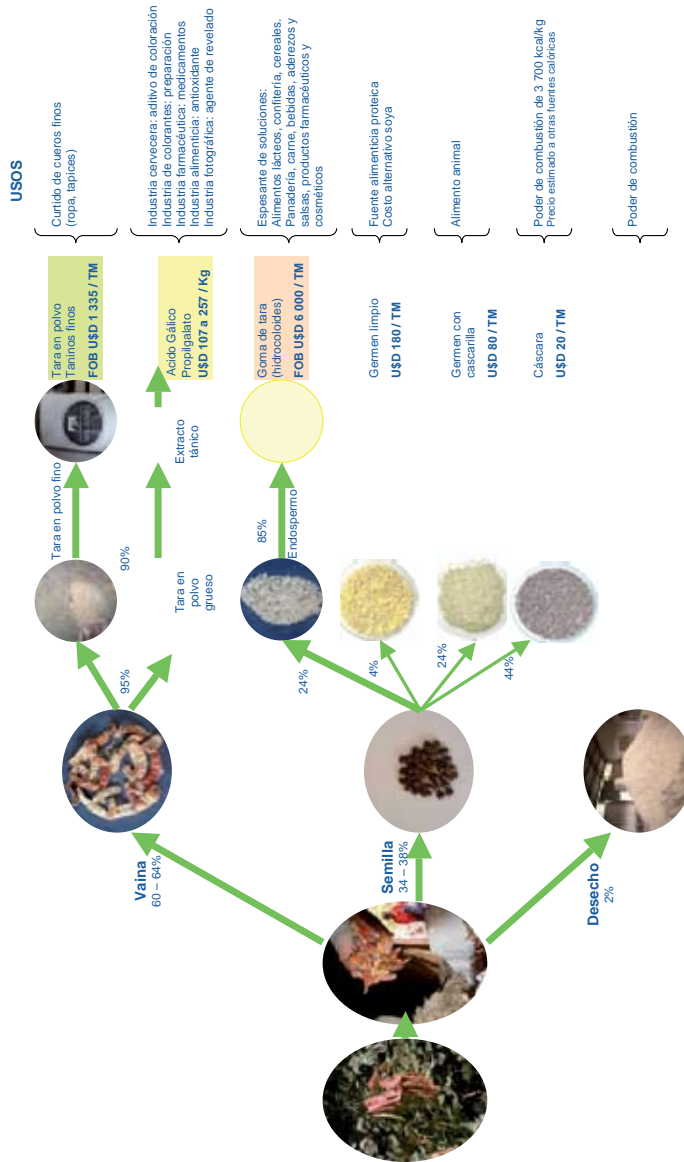 USOS
Vaina
60 – 64%
95%
Tara en polvo fino
90%
Tara en
polvo
grueso
Extracto
tánico
Tara en polvo
Taninos finos
FOB U$D 1 335 / TM
Curtido de cueros finos
(ropa, tapices)
Acido Gálico
Propilgalato
U$D 107 a 257 / Kg
Industria cervecera: aditivo de coloración
Industria de colorantes: preparación
Industria farmacéutica: medicamentos
Industria alimenticia: antioxidante
Industria fotográfica: agente de revelado
Semilla
34 – 38%
24%
85%
Endospermo
Goma de tara
(hidrocoloides)
FOB U$D 6 000 / TM
Espesante de soluciones:
Alimentos lácteos, confitería, cereales.
Panadería, carne, bebidas, aderezos y
salsas, productos farmacéuticos y
cosméticos
4%
Germen limpio
U$D 180 / TM
Fuente alimenticia proteica
Costo alternativo soya
24%
Germen con
cascarilla
U$D 80 / TM
Alimento animal
44%
Cáscara
U$D 20 / TM
Poder de combustión de 3 700 kcal/kg
Precio estimado a otras fuentes calóricas
Desecho
2%
Poder de combustión